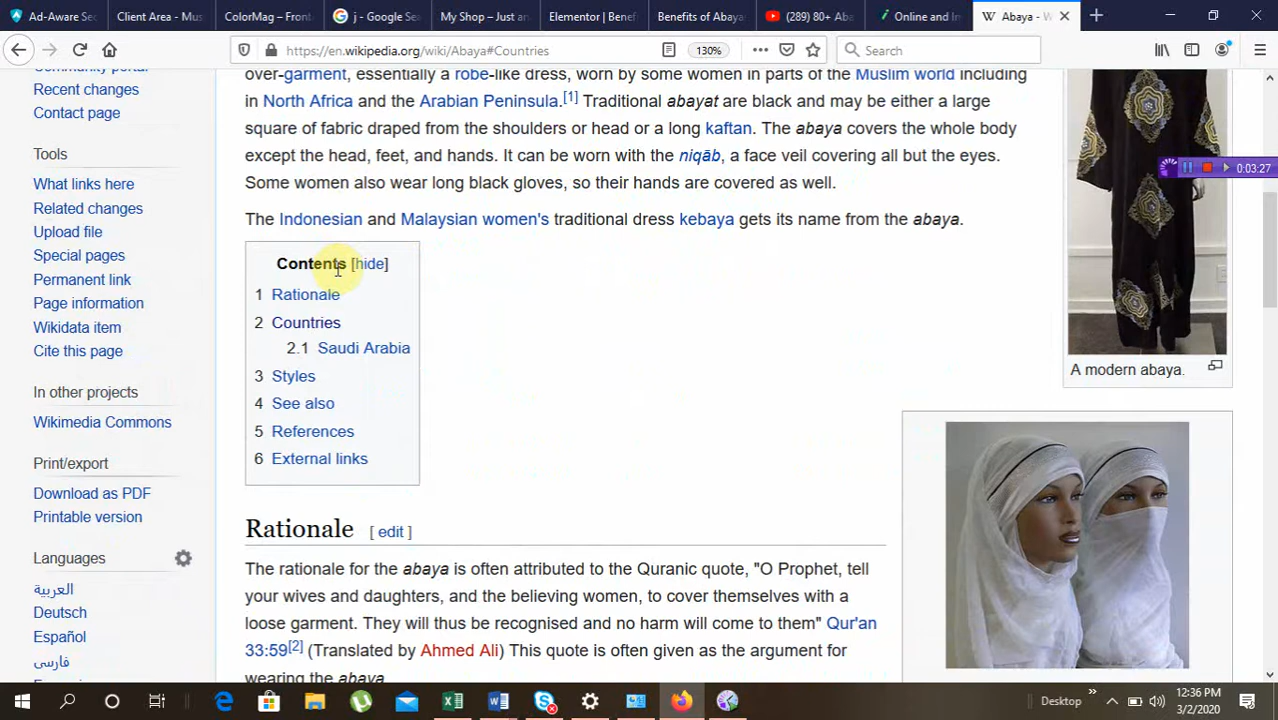 Ad-Aware Sec
Client Area - Mus
ColorMag – Front
j - Google Sea
My Shop – Just an
Elementor | Benef
Benefits of Abaya
(289) 80+ Aba
Online and In
Abaya - W
https://en.wikipedia.org/wiki/Abaya#Countries
130%
Search
Community portal
Recent changes
Contact page
Tools
What links here
Related changes
Upload file
Special pages
Permanent link
Page information
Wikidata item
Cite this page
In other projects
Wikimedia Commons
Print/export
Download as PDF
Printable version
Languages
العربية
Deutsch
Español
فارسی
over-garment, essentially a robe-like dress, worn by some women in parts of the Muslim world including
in North Africa and the Arabian Peninsula.[1] Traditional abayat are black and may be either a large
square of fabric draped from the shoulders or head or a long kaftan. The abaya covers the whole body
except the head, feet, and hands. It can be worn with the niqāb, a face veil covering all but the eyes.
Some women also wear long black gloves, so their hands are covered as well.
The Indonesian and Malaysian women's traditional dress kebaya gets its name from the abaya.
Contents [hide]
1 Rationale
2 Countries
2.1 Saudi Arabia
3 Styles
4 See also
5 References
6 External links
Rationale [ edit ]
The rationale for the abaya is often attributed to the Quranic quote, "O Prophet, tell
your wives and daughters, and the believing women, to cover themselves with a
loose garment. They will thus be recognised and no harm will come to them" Qur'an
33:59[2] (Translated by Ahmed Ali) This quote is often given as the argument for
wearing the abaya
00:03:27
A modern abaya.
Desktop
12:36 PM
3/2/2020